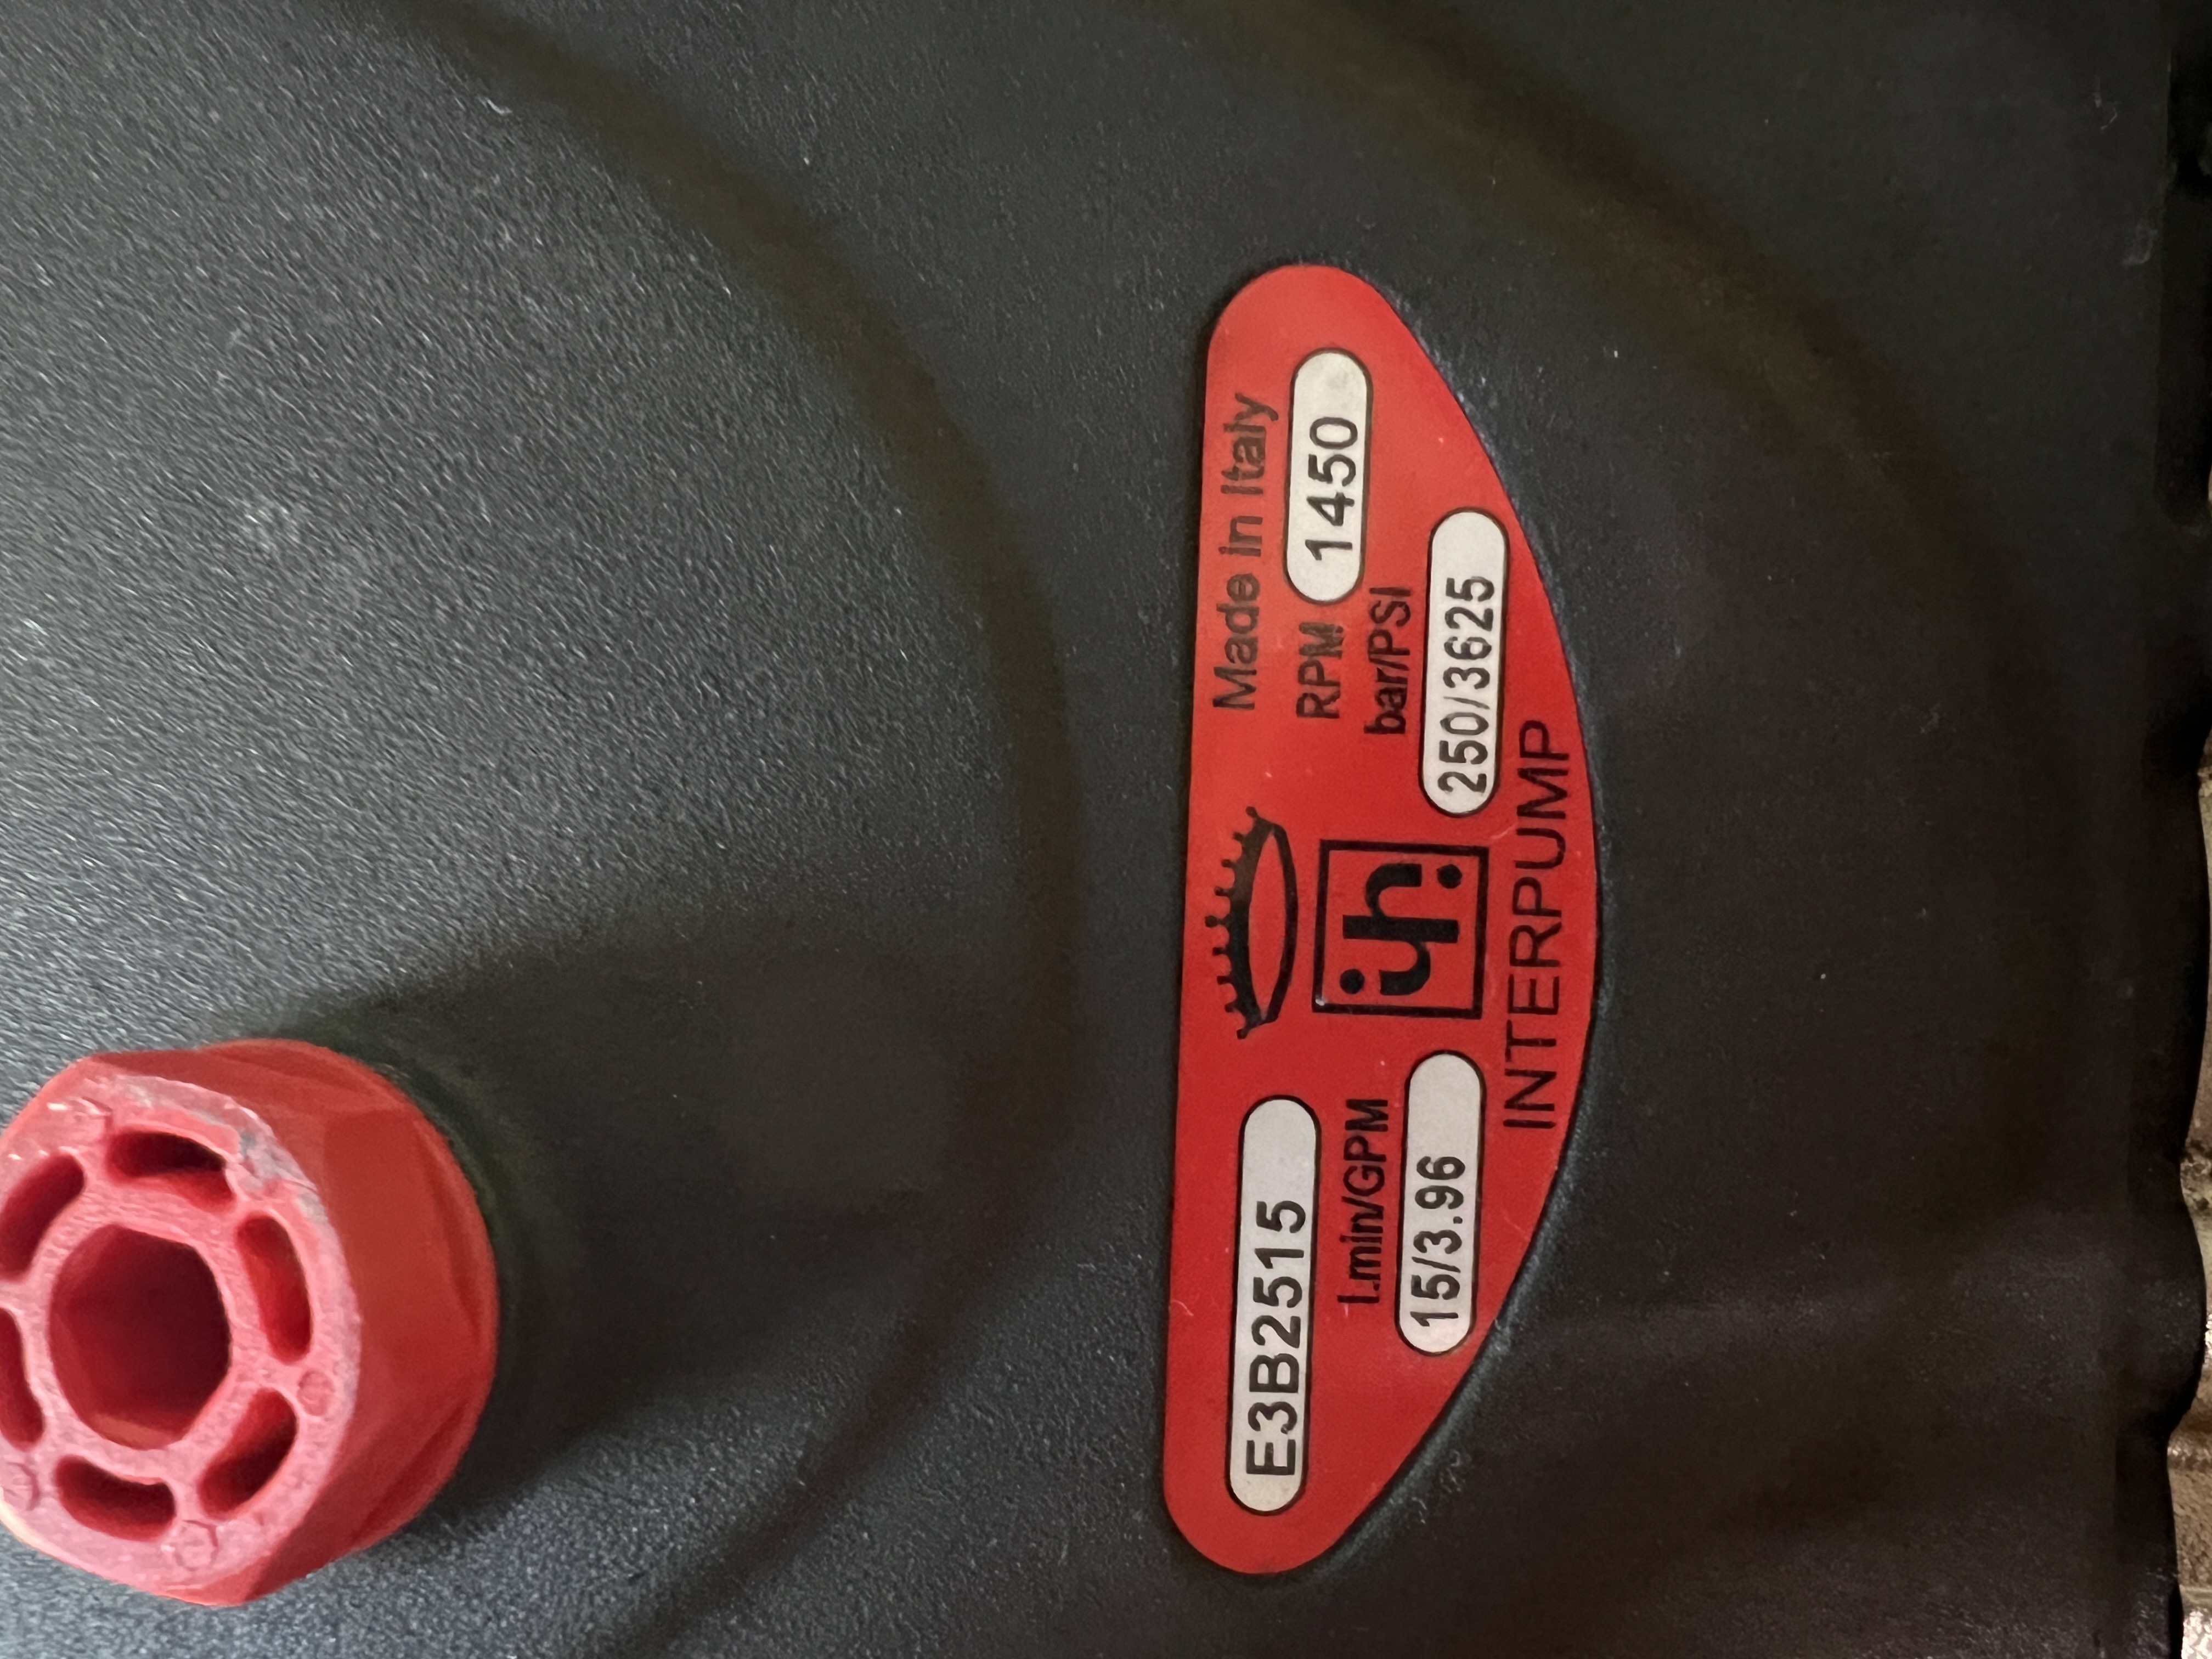 Made in Italy
E3B2515
RPM 1450
l.min/GPM
bar/PSI
15/3.96
250/3625
INTERPUMP